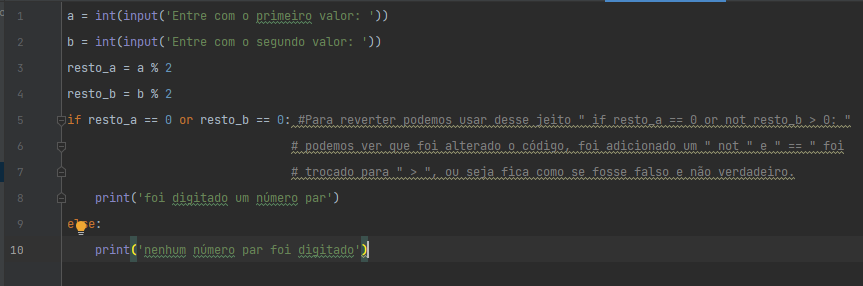 1 a = int(input('Entre com o primeiro valor: '))
2 b = int(input('Entre com o segundo valor: '))
3 resto_a = a % 2
4 resto_b = b % 2
5 if resto_a == 0 or resto_b == 0: #Para reverter podemos usar desse jeito " if resto_a == 0 or not resto_b > 0: "
6 # podemos ver que foi alterado o código, foi adicionado um " not " e " == " foi
7 # trocado para " > ", ou seja fica como se fosse falso e não verdadeiro.
8 print('foi digitado um número par')
9 else:
10 print('nenhum número par foi digitado')